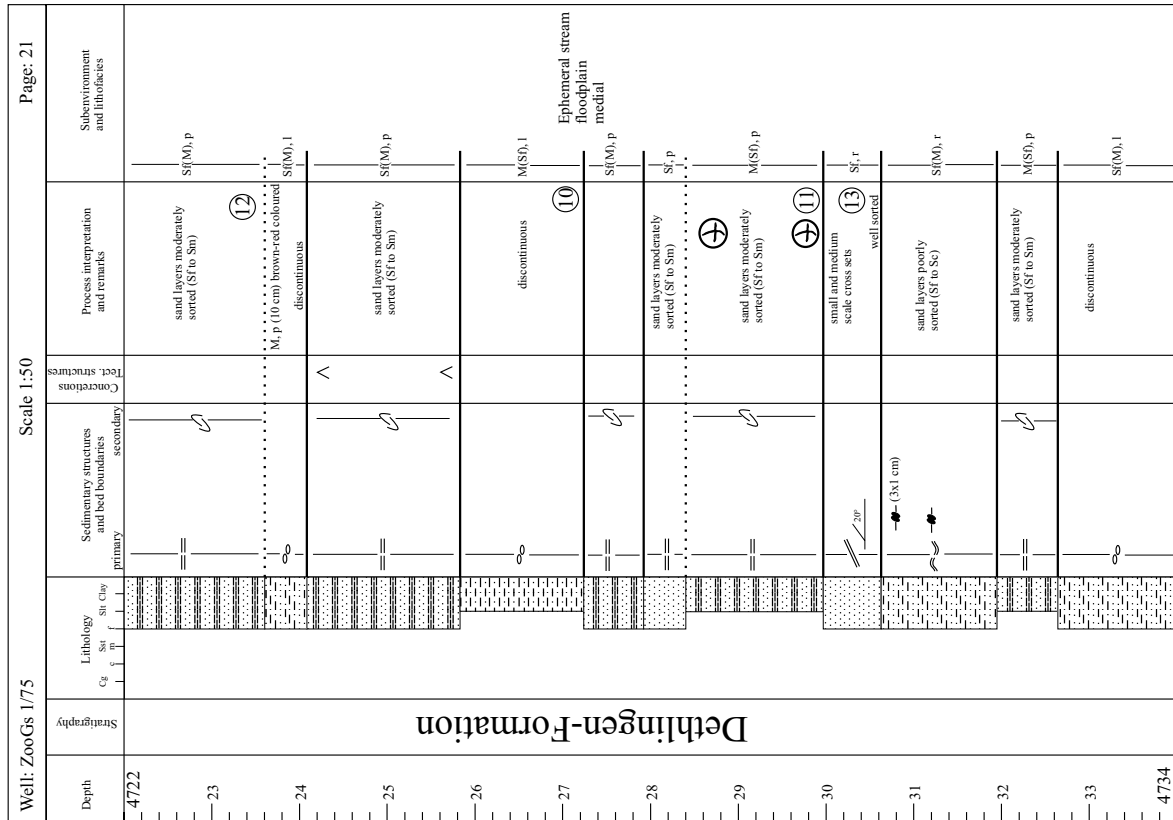 Well: ZooGs 1/75
Scale 1:50
Page: 21
Depth
Stratigraphy
Lithology
Cg
c
Sst
m
f
Slt
Clay
Sedimentary structures
and bed boundaries
primary
secondary
Concretions
Tect. structures
Process interpretation
and remarks
Subenvironment
and lithofacies
4722
23
24
25
26
27
28
29
30
31
32
33
4734
Dethlingen-Formation
20°
(3x1 cm)
sand layers moderately
sorted (Sf to Sm)
12
M, p (10 cm) brown-red coloured
discontinuous
sand layers moderately
sorted (Sf to Sm)
discontinuous
10
sand layers moderately
sorted (Sf to Sm)
sand layers moderately
sorted (Sf to Sm)
11
small and medium
scale cross sets
13
well sorted
sand layers poorly
sorted (Sf to Sc)
sand layers moderately
sorted (Sf to Sm)
discontinuous
Sf(M), p
Sf(M), l
Sf(M), p
M(Sf), l
Sf(M), p
Sf, p
M(Sf), p
Sf, r
Sf(M), r
M(Sf), p
Sf(M), l
Ephemeral stream
floodplain
medial